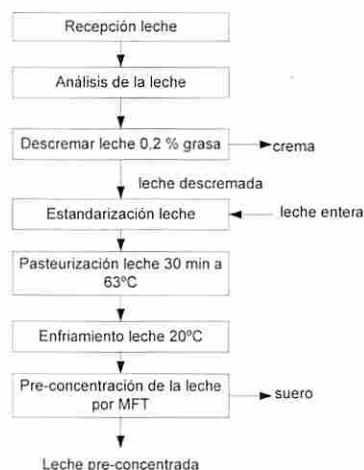 Recepción leche
Análisis de la leche
Descremar leche 0,2 % grasa
crema
leche descremada
Estandarización leche
leche entera
Pasteurización leche 30 min a
63ºC
Enfriamiento leche 20ºC
Pre-concentración de la leche
por MFT
suero
Leche pre-concentrada